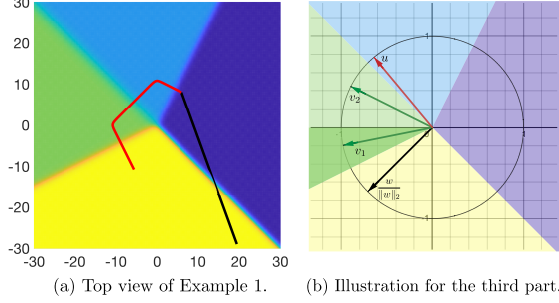 30
20
10
0
-10
-20
-30
-30 -20 -10 0 10 20 30
1
u
v₂
0
1
v₁
w
‖w‖₂
-1
(a) Top view of Example 1.
(b) Illustration for the third part.